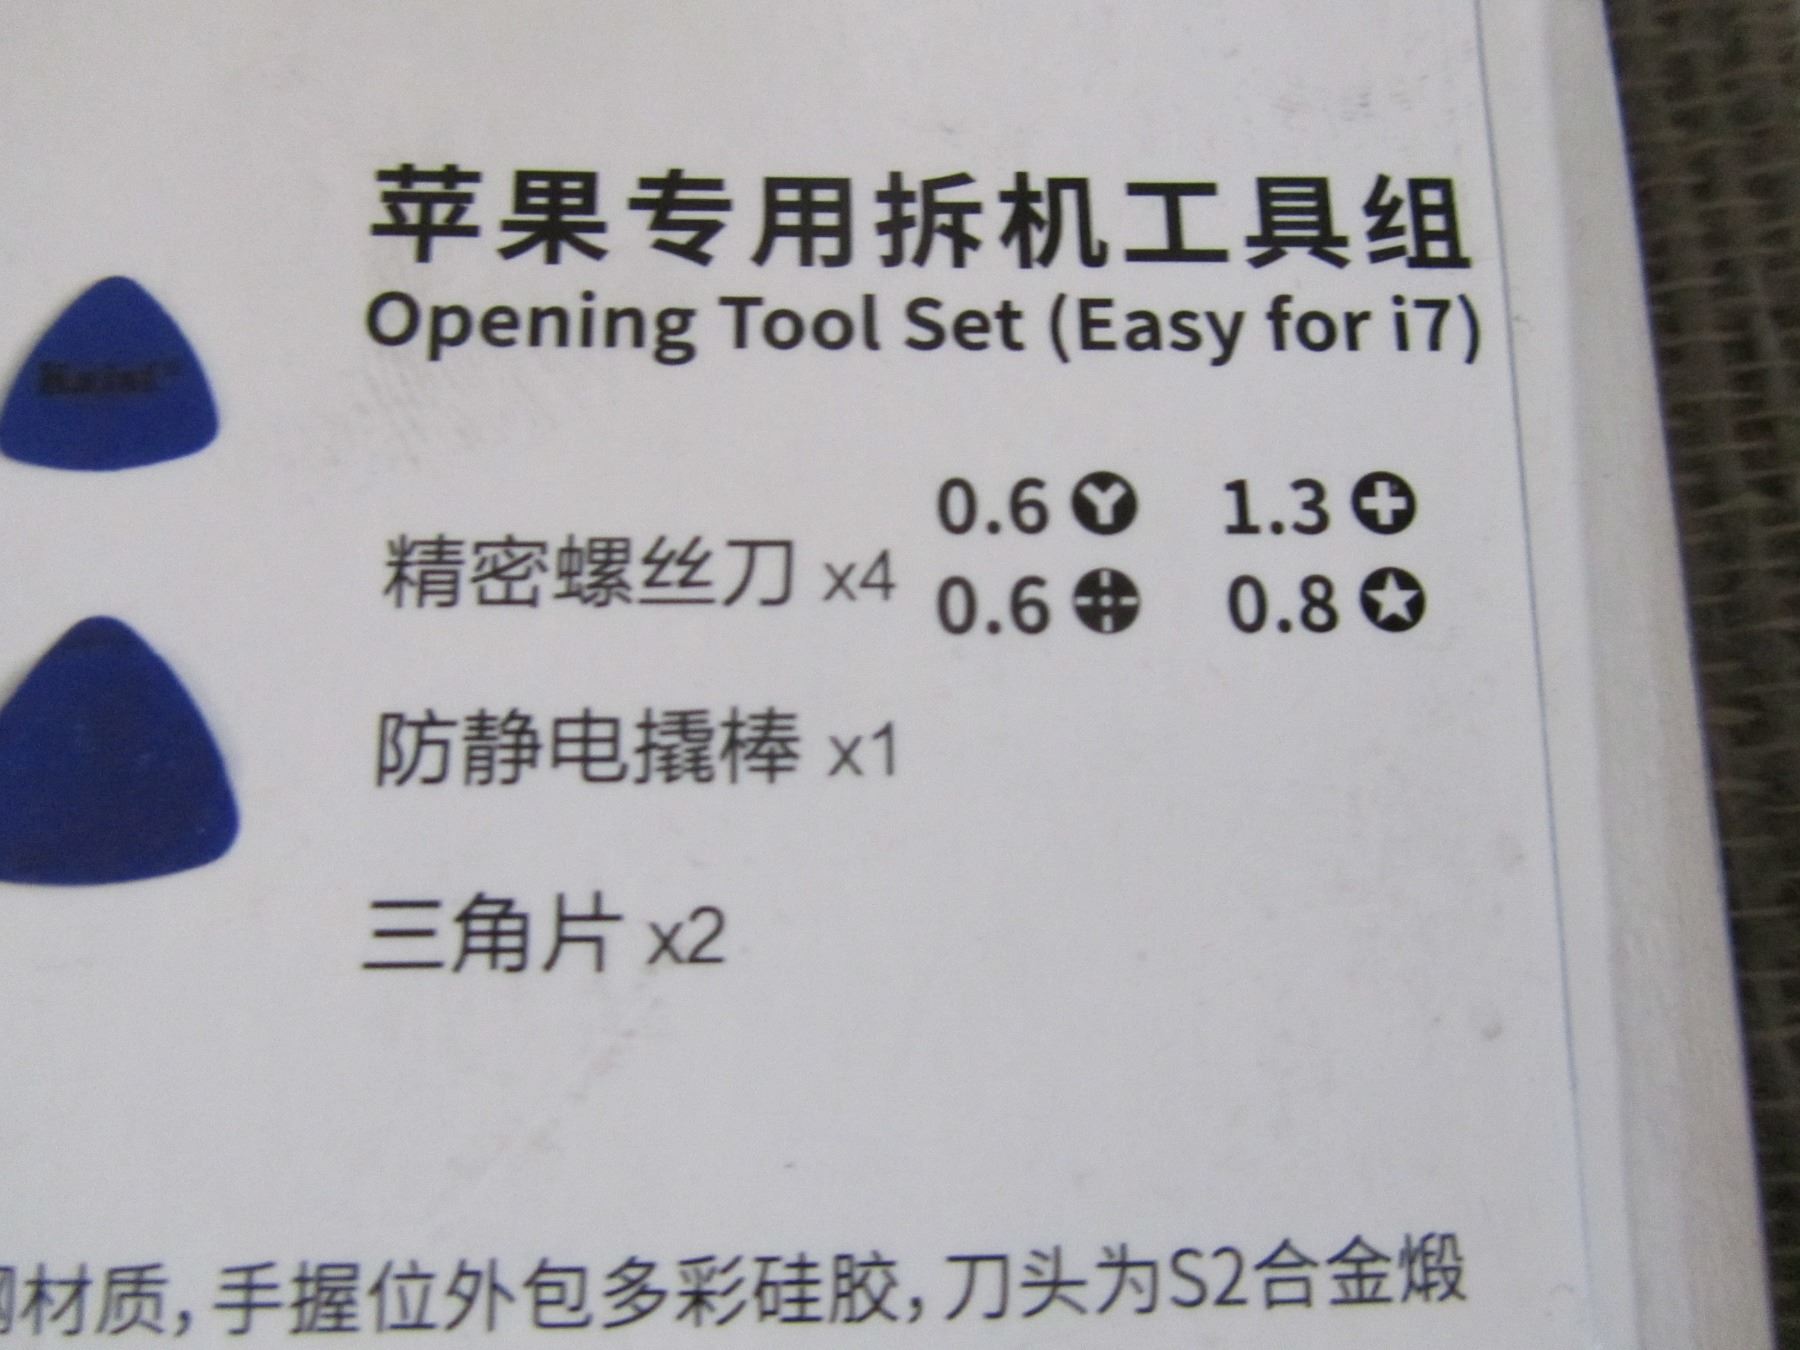 苹果专用拆机工具组
Opening Tool Set (Easy for i7)
0.6 1.3
精密螺丝刀 x4
0.6 0.8
防静电撬棒 x1
三角片 x2
材质,手握位外包多彩硅胶,刀头为S2合金煅